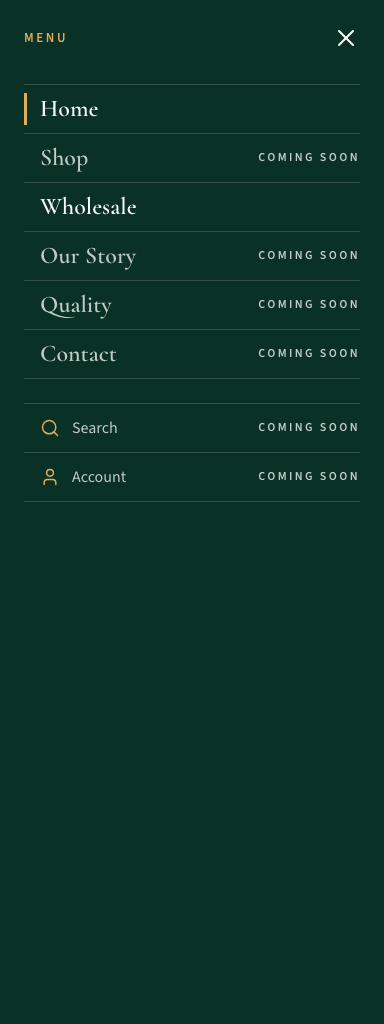 MENU
Home
Shop COMING SOON
Wholesale
Our Story COMING SOON
Quality COMING SOON
Contact COMING SOON
Search COMING SOON
Account COMING SOON